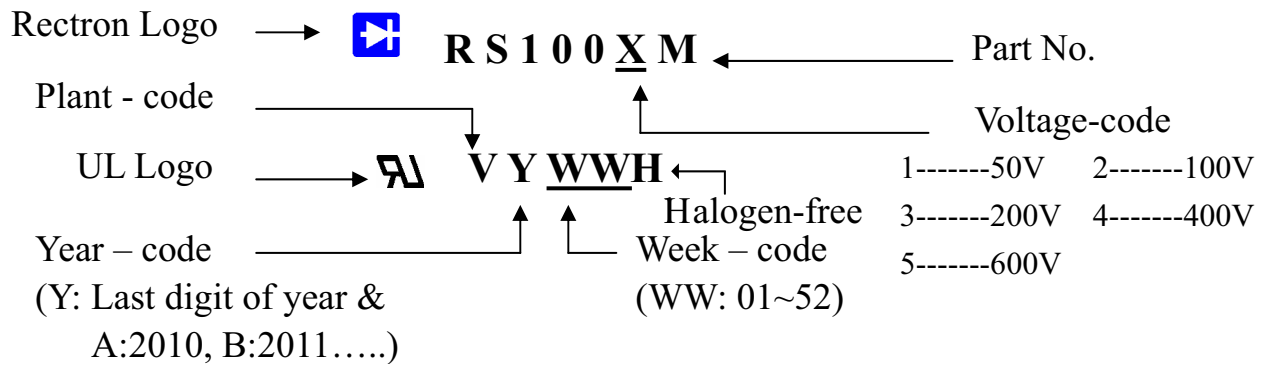 Rectron Logo
R S 1 0 0 X M
Part No.
Plant - code
Voltage-code
UL Logo
V Y WWH
1-------50V 2-------100V
Halogen-free
3-------200V 4-------400V
Year – code
Week – code
5-------600V
(Y: Last digit of year &
(WW: 01~52)
A:2010, B:2011…..)